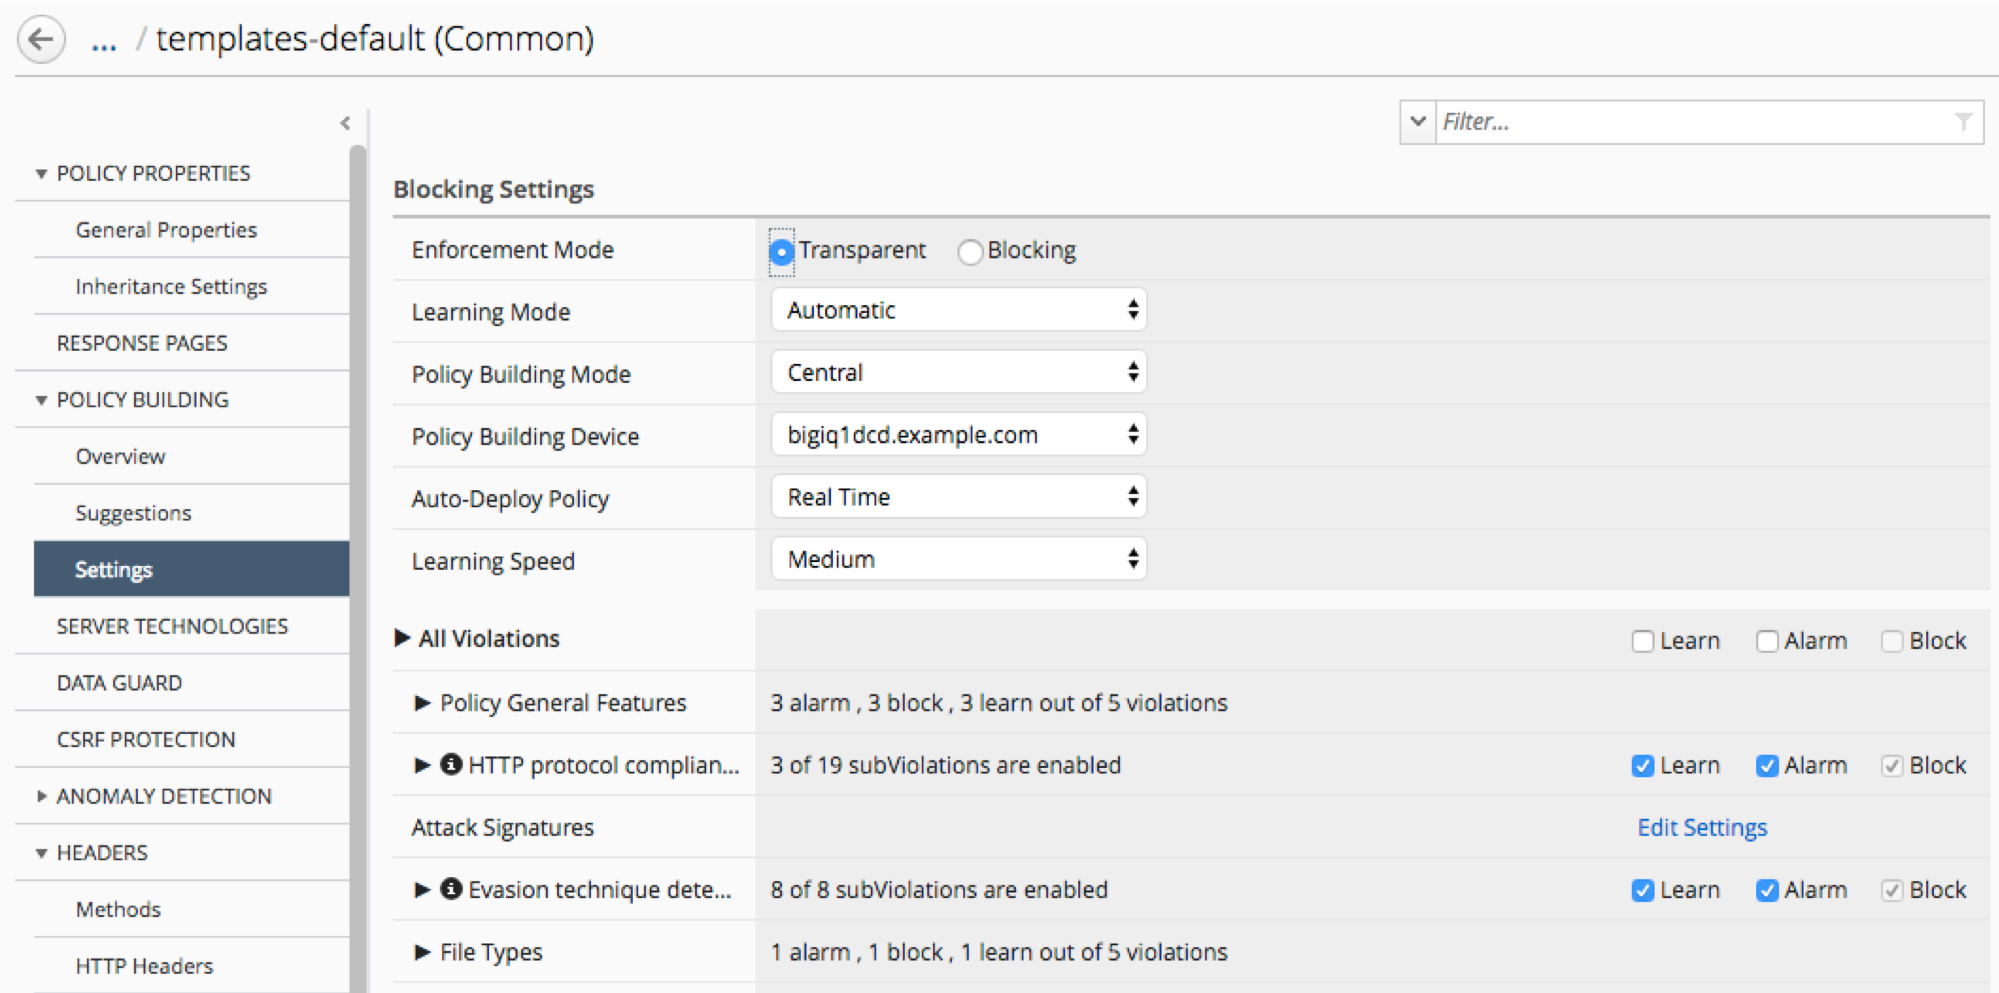 ... / templates-default (Common)
Filter...
POLICY PROPERTIES
General Properties
Inheritance Settings
RESPONSE PAGES
POLICY BUILDING
Overview
Suggestions
Settings
SERVER TECHNOLOGIES
DATA GUARD
CSRF PROTECTION
ANOMALY DETECTION
HEADERS
Methods
HTTP Headers
Blocking Settings
Enforcement Mode Transparent Blocking
Learning Mode Automatic
Policy Building Mode Central
Policy Building Device bigiq1dcd.example.com
Auto-Deploy Policy Real Time
Learning Speed Medium
All Violations Learn Alarm Block
Policy General Features 3 alarm , 3 block , 3 learn out of 5 violations
HTTP protocol complian... 3 of 19 subViolations are enabled Learn Alarm Block
Attack Signatures Edit Settings
Evasion technique dete... 8 of 8 subViolations are enabled Learn Alarm Block
File Types 1 alarm , 1 block , 1 learn out of 5 violations